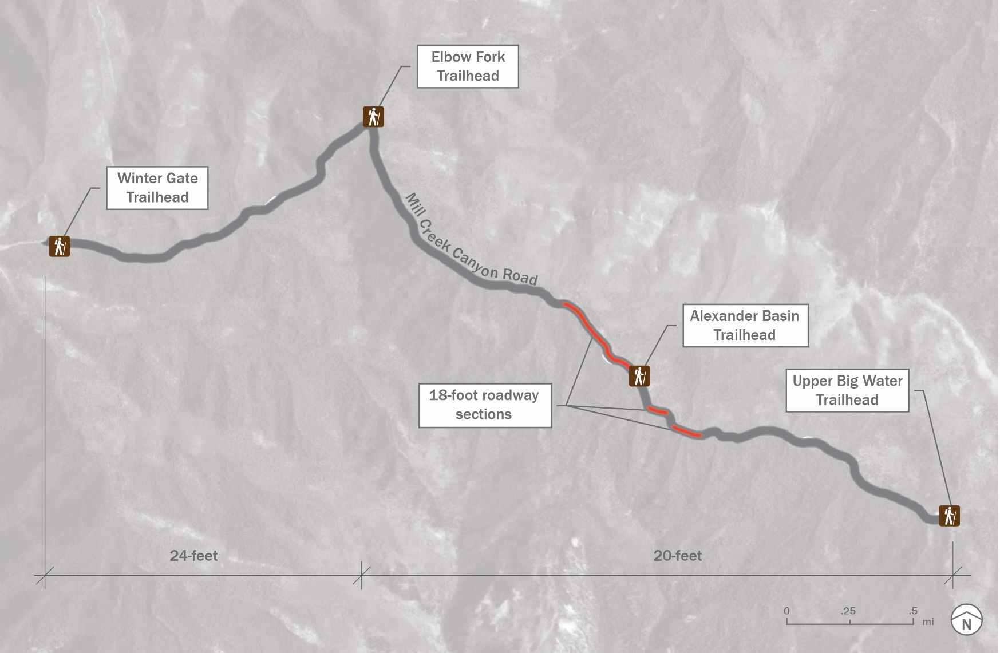 Elbow Fork
Trailhead
Winter Gate
Trailhead
Mill Creek Canyon Road
Alexander Basin
Trailhead
Upper Big Water
Trailhead
18-foot roadway
sections
24-feet
20-feet
0 .25 .5 mi
N